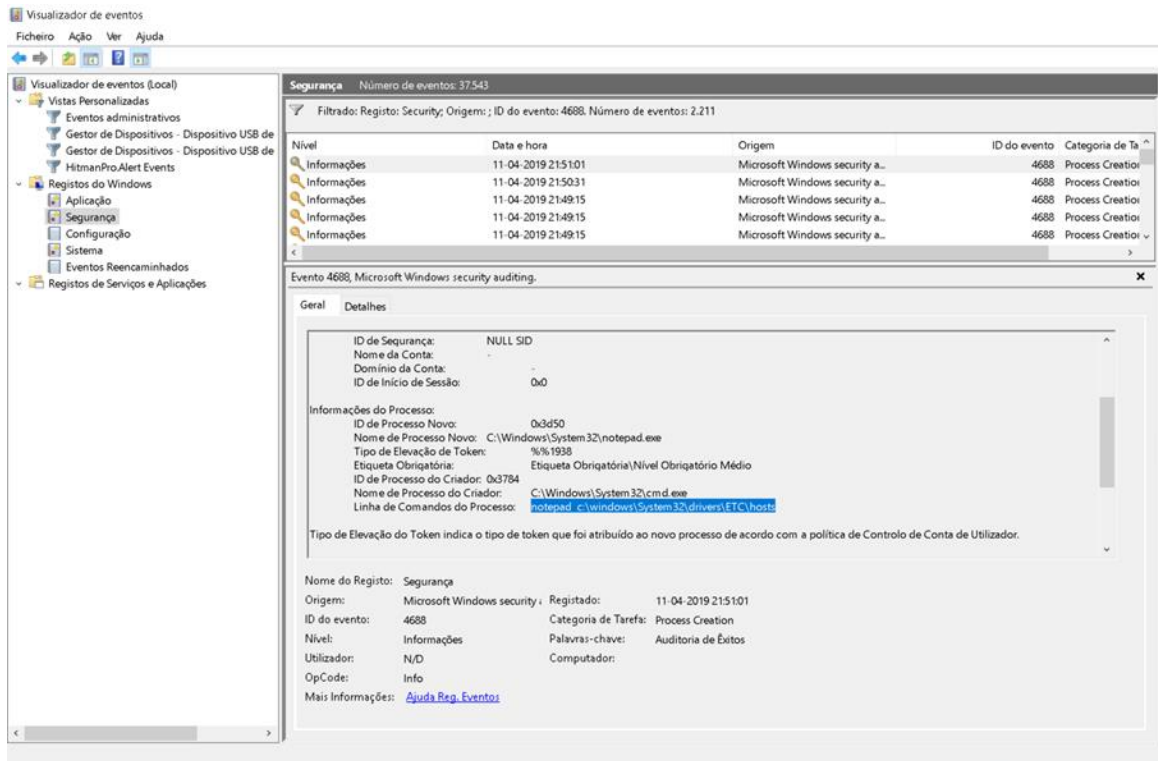 Visualizador de eventos
Ficheiro Ação Ver Ajuda
Visualizador de eventos (Local)
Vistas Personalizadas
Eventos administrativos
Gestor de Dispositivos - Dispositivo USB de
Gestor de Dispositivos - Dispositivo USB de
HitmanPro.Alert Events
Registos do Windows
Aplicação
Segurança
Configuração
Sistema
Eventos Reencaminhados
Registos de Serviços e Aplicações
Segurança Número de eventos: 37.543
Filtrado: Registo: Security; Origem: ; ID do evento: 4688. Número de eventos: 2.211
Nível Data e hora Origem ID do evento Categoria de Ta
Informações 11-04-2019 21:51:01 Microsoft Windows security a... 4688 Process Creation
Informações 11-04-2019 21:50:31 Microsoft Windows security a... 4688 Process Creation
Informações 11-04-2019 21:49:15 Microsoft Windows security a... 4688 Process Creation
Informações 11-04-2019 21:49:15 Microsoft Windows security a... 4688 Process Creation
Informações 11-04-2019 21:49:15 Microsoft Windows security a... 4688 Process Creation
Evento 4688, Microsoft Windows security auditing.
Geral Detalhes
ID de Segurança: NULL SID
Nome da Conta: -
Domínio da Conta: -
ID de Início de Sessão: 0x0
Informações do Processo:
ID de Processo Novo: 0x3d50
Nome de Processo Novo: C:\Windows\System32\notepad.exe
Tipo de Elevação de Token: %%1938
Etiqueta Obrigatória: Etiqueta Obrigatória\Nível Obrigatório Médio
ID de Processo do Criador: 0x3784
Nome de Processo do Criador: C:\Windows\System32\cmd.exe
Linha de Comandos do Processo: notepad c:\windows\System32\drivers\ETC\hosts
Tipo de Elevação do Token indica o tipo de token que foi atribuído ao novo processo de acordo com a política de Controlo de Conta de Utilizador.
Nome do Registo: Segurança
Origem: Microsoft Windows security Registado: 11-04-2019 21:51:01
ID do evento: 4688 Categoria de Tarefa: Process Creation
Nível: Informações Palavras-chave: Auditoria de Êxitos
Utilizador: N/D Computador:
OpCode: Info
Mais Informações: Ajuda Reg. Eventos